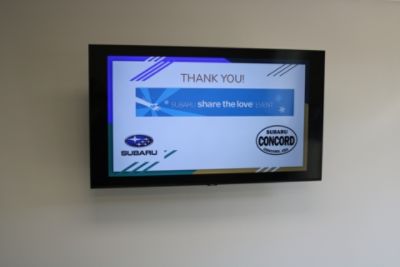 THANK YOU!
SUBARU share the love EVENT
SUBARU
SUBARU
CONCORD